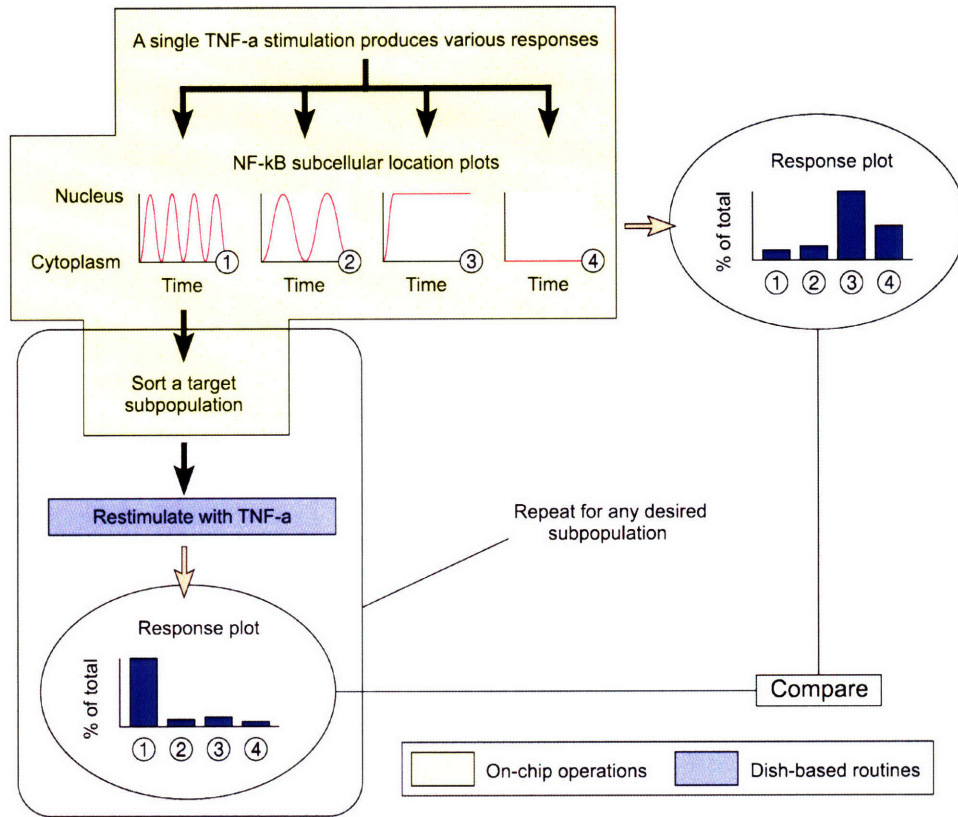 A single TNF-a stimulation produces various responses
NF-kB subcellular location plots
Nucleus
Cytoplasm
1
2
3
4
Time
Time
Time
Time
Response plot
% of total
1
2
3
4
Sort a target
subpopulation
Restimulate with TNF-a
Repeat for any desired
subpopulation
Response plot
% of total
1
2
3
4
Compare
On-chip operations
Dish-based routines